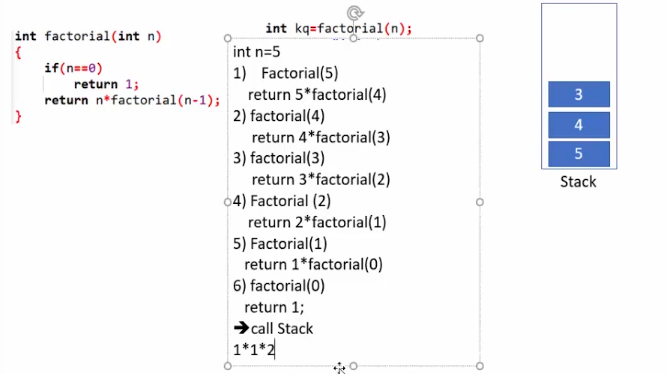 int factorial(int n)
{
if(n==0)
return 1;
return n*factorial(n-1);
}
int kq=factorial(n);
int n=5
1) Factorial(5)
return 5*factorial(4)
2) factorial(4)
return 4*factorial(3)
3) factorial(3)
return 3*factorial(2)
4) Factorial (2)
return 2*factorial(1)
5) Factorial(1)
return 1*factorial(0)
6) factorial(0)
return 1;
➔call Stack
1*1*2
3
4
5
Stack